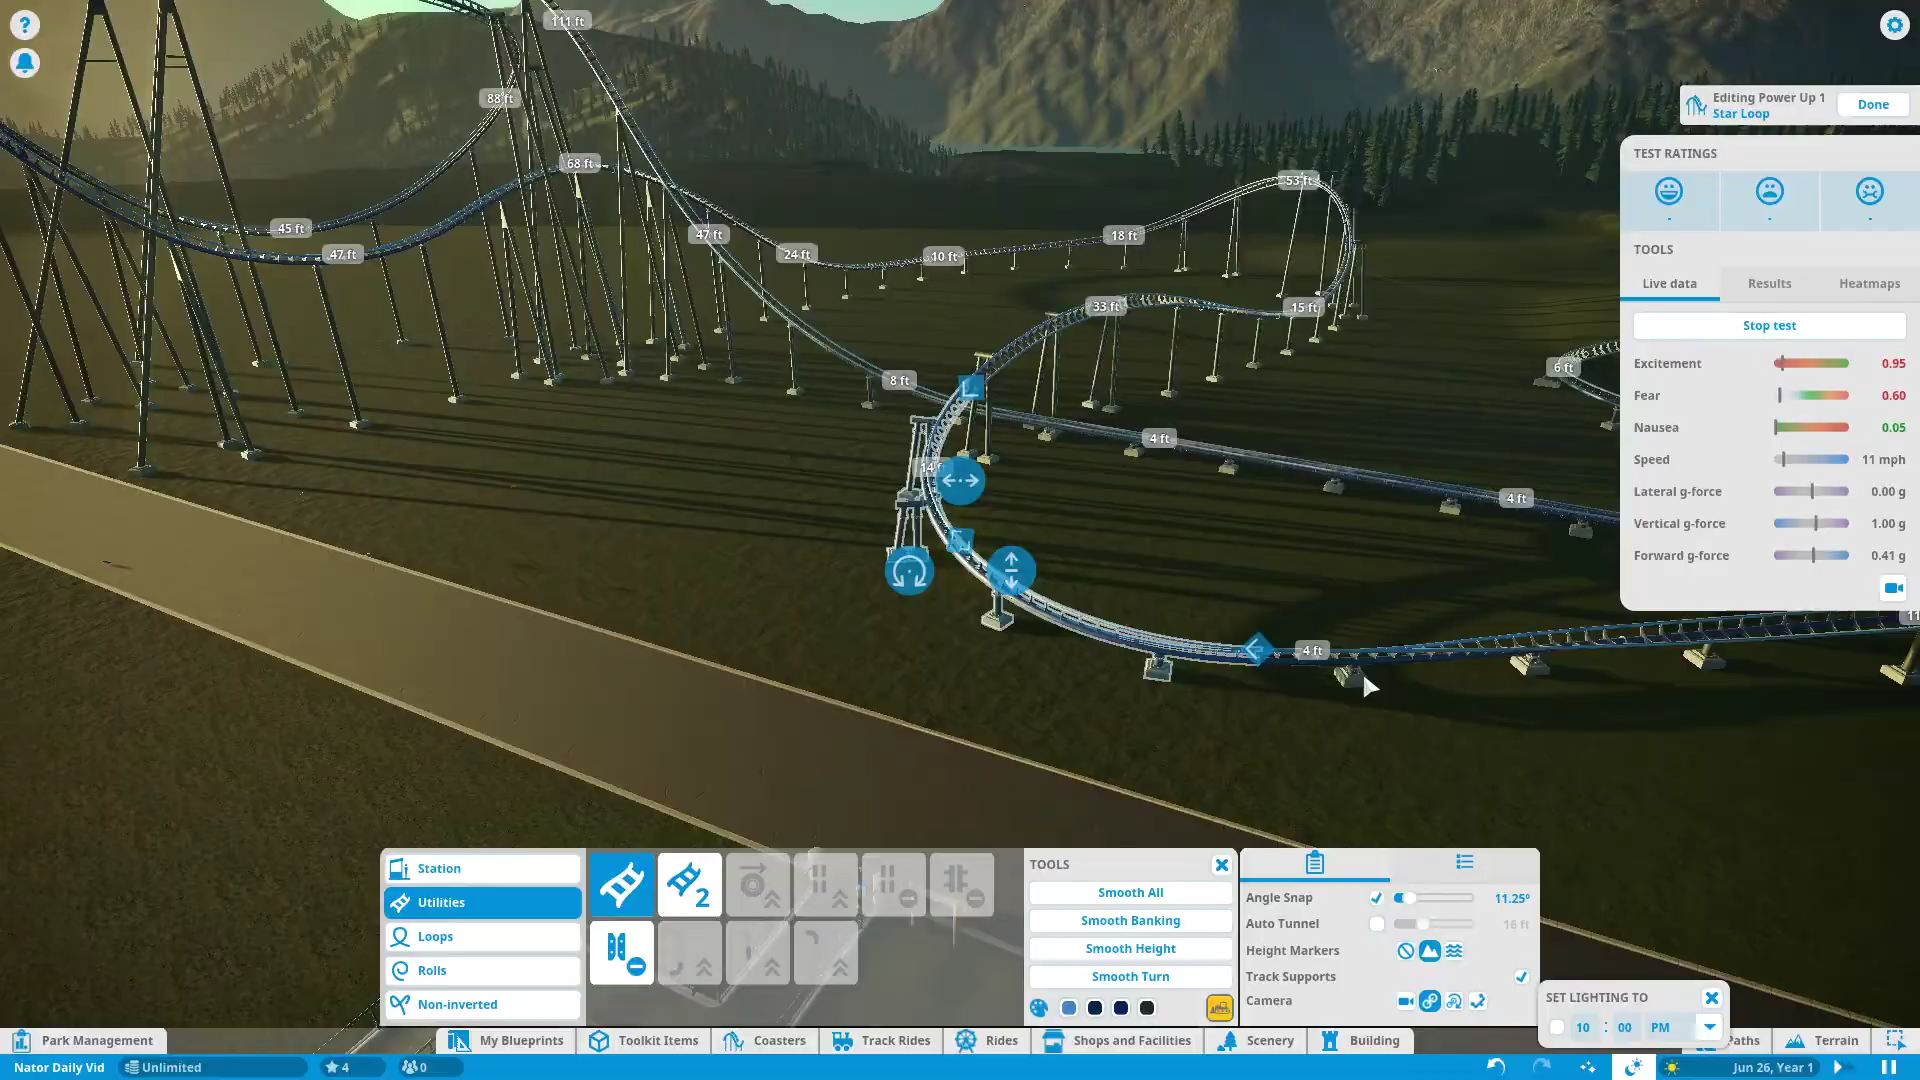 111 ft
88 ft
68 ft
53 ft
45 ft
47 ft
47 ft
24 ft
10 ft
18 ft
33 ft
15 ft
6 ft
8 ft
4 ft
4 ft
14 ft
4 ft
Editing Power Up 1
Star Loop
Done
TEST RATINGS
- - -
TOOLS
Live data Results Heatmaps
Stop test
Excitement 0.95
Fear 0.60
Nausea 0.05
Speed 11 mph
Lateral g-force 0.00 g
Vertical g-force 1.00 g
Forward g-force 0.41 g
Station
Utilities
Loops
Rolls
Non-inverted
2
TOOLS
Smooth All
Smooth Banking
Smooth Height
Smooth Turn
Angle Snap 11.25°
Auto Tunnel 16 ft
Height Markers
Track Supports
Camera
SET LIGHTING TO
10 : 00 PM
Park Management
My Blueprints
Toolkit Items
Coasters
Track Rides
Rides
Shops and Facilities
Scenery
Building
Paths
Terrain
Nator Daily Vid
Unlimited
4
0
Jun 26, Year 1